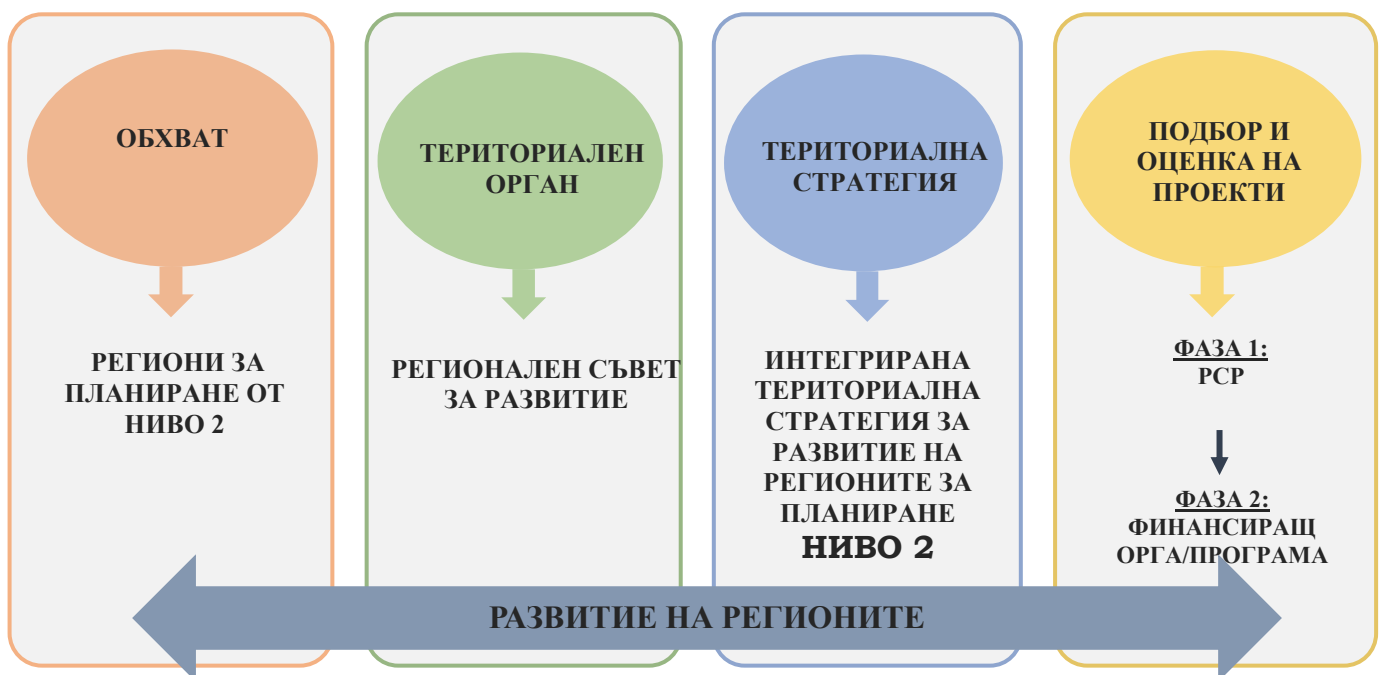 ОБХВАТ
РЕГИОНИ ЗА
ПЛАНИРАНЕ ОТ
НИВО 2
ТЕРИТОРИАЛЕН
ОРГАН
РЕГИОНАЛЕН СЪВЕТ
ЗА РАЗВИТИЕ
ТЕРИТОРИАЛНА
СТРАТЕГИЯ
ИНТЕГРИРАНА
ТЕРИТОРИАЛНА
СТРАТЕГИЯ ЗА
РАЗВИТИЕ НА
РЕГИОНИТЕ ЗА
ПЛАНИРАНЕ
НИВО 2
ПОДБОР И
ОЦЕНКА НА
ПРОЕКТИ
ФАЗА 1:
РСР
ФАЗА 2:
ФИНАНСИРАЩ
ОРГА/ПРОГРАМА
РАЗВИТИЕ НА РЕГИОНИТЕ